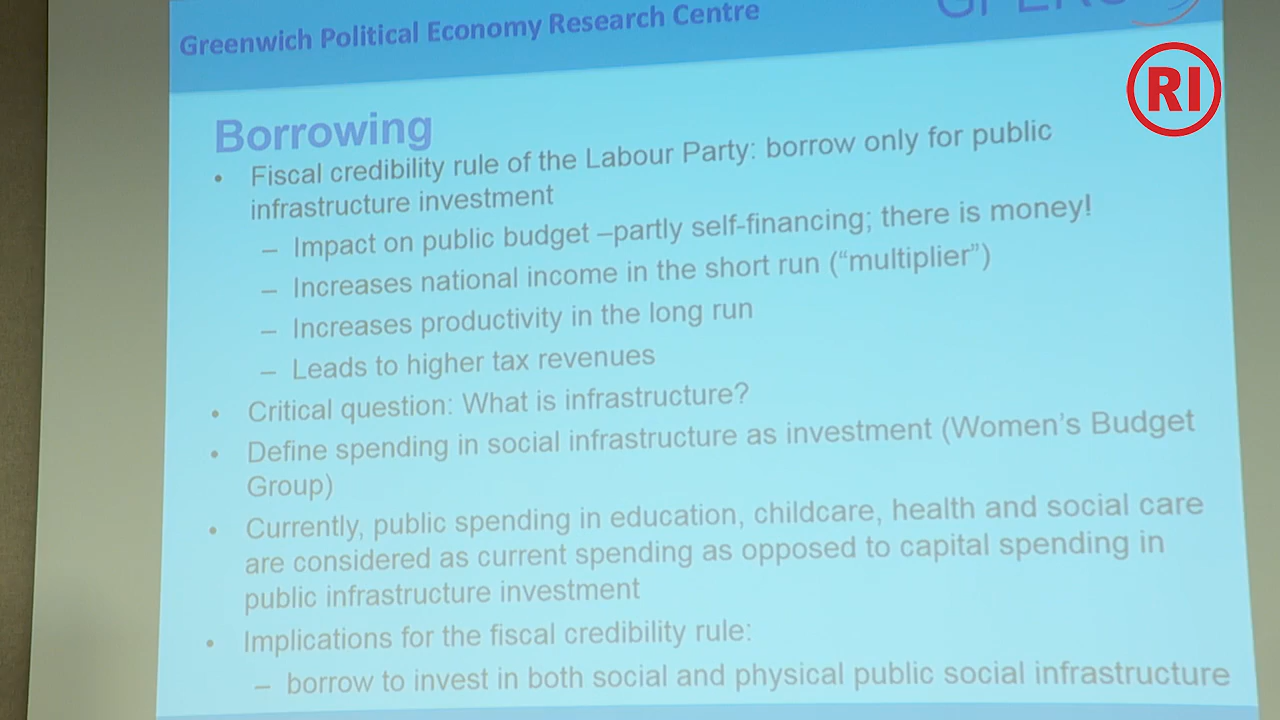 Greenwich Political Economy Research Centre
RI
Borrowing
• Fiscal credibility rule of the Labour Party: borrow only for public
infrastructure investment
– Impact on public budget –partly self-financing; there is money!
– Increases national income in the short run (“multiplier”)
– Increases productivity in the long run
– Leads to higher tax revenues
• Critical question: What is infrastructure?
• Define spending in social infrastructure as investment (Women’s Budget
Group)
• Currently, public spending in education, childcare, health and social care
are considered as current spending as opposed to capital spending in
public infrastructure investment
• Implications for the fiscal credibility rule:
– borrow to invest in both social and physical public social infrastructure